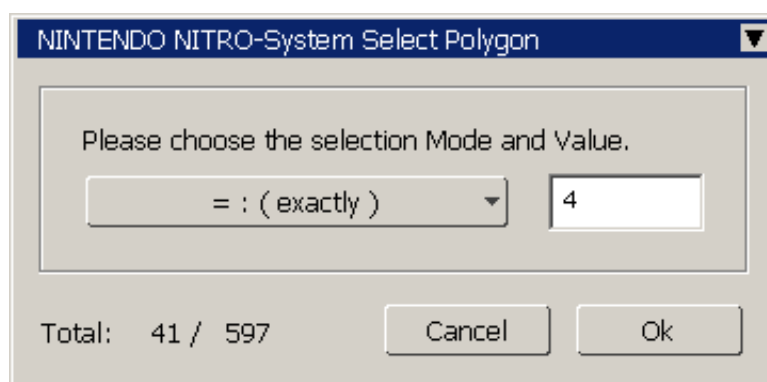 NINTENDO NITRO-System Select Polygon
Please choose the selection Mode and Value.
= : ( exactly ) 4
Total: 41 / 597 Cancel Ok